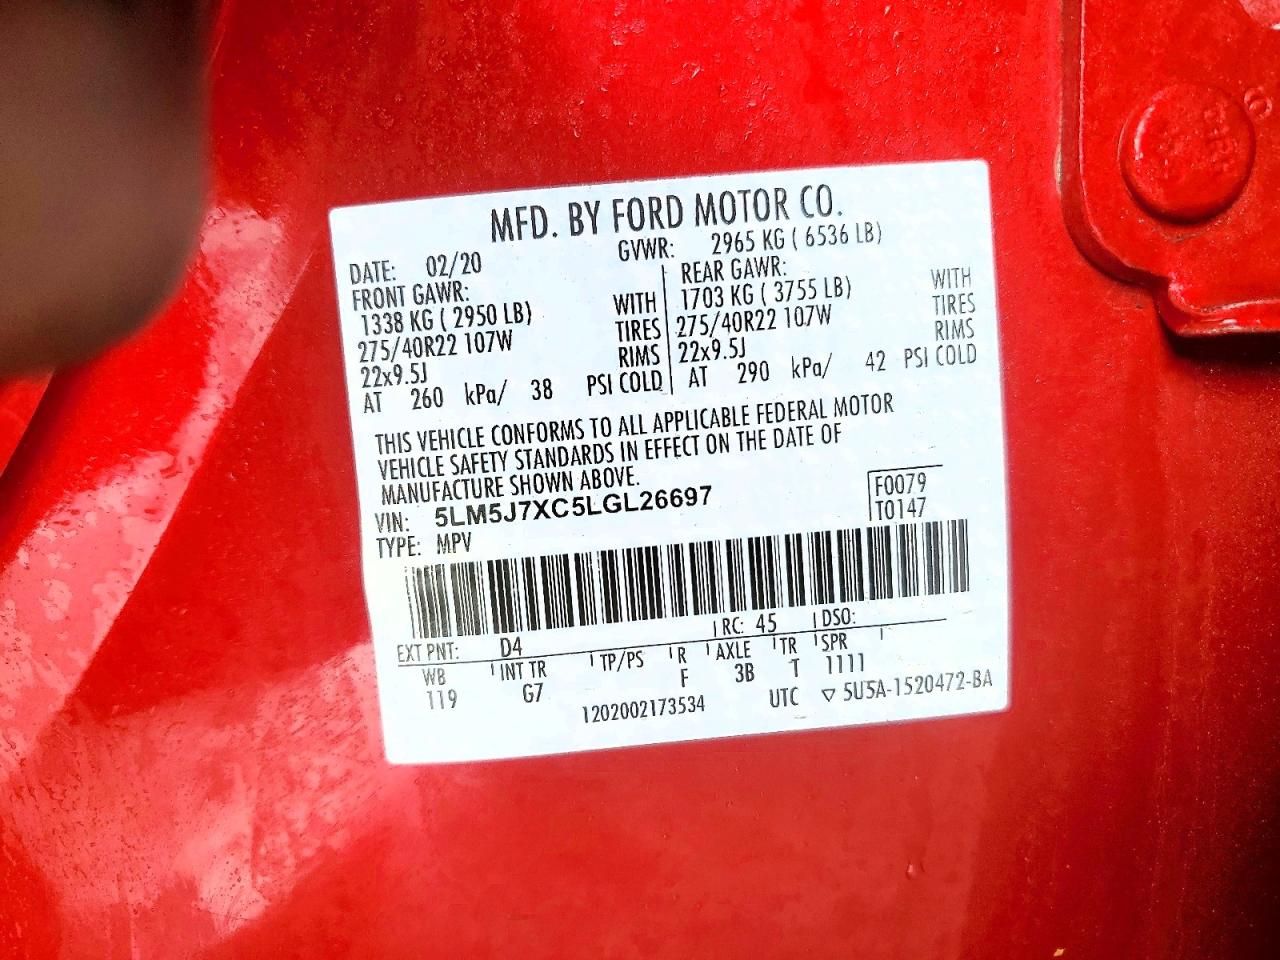 MFD. BY FORD MOTOR CO.
DATE: 02/20 GVWR: 2965 KG ( 6536 LB)
FRONT GAWR: REAR GAWR:
1338 KG ( 2950 LB) WITH 1703 KG ( 3755 LB) WITH
275/40R22 107W TIRES 275/40R22 107W TIRES
22x9.5J RIMS 22x9.5J RIMS
AT 260 kPa/ 38 PSI COLD AT 290 kPa/ 42 PSI COLD
THIS VEHICLE CONFORMS TO ALL APPLICABLE FEDERAL MOTOR
VEHICLE SAFETY STANDARDS IN EFFECT ON THE DATE OF
MANUFACTURE SHOWN ABOVE.
VIN: 5LM5J7XC5LGL26697 F0079
TYPE: MPV T0147
EXT PNT: D4 RC: 45 DSO:
WB INT TR TP/PS R AXLE TR SPR
119 G7 F 3B T 1111
1202002173534 UTC ▽ 5U5A-1520472-BA